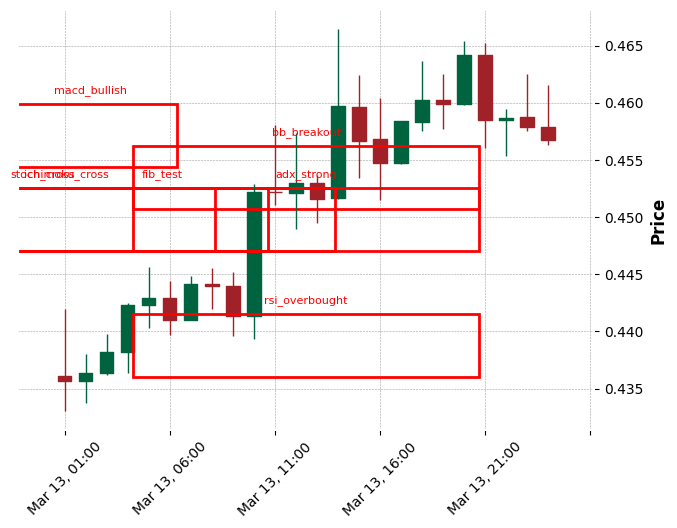 0.465
macd_bullish
0.460
bb_breakout
0.455
fib_test
adx_strong
0.450
Price
0.445
rsi_overbought
0.440
0.435
Mar 13, 01:00
Mar 13, 06:00
Mar 13, 11:00
Mar 13, 16:00
Mar 13, 21:00